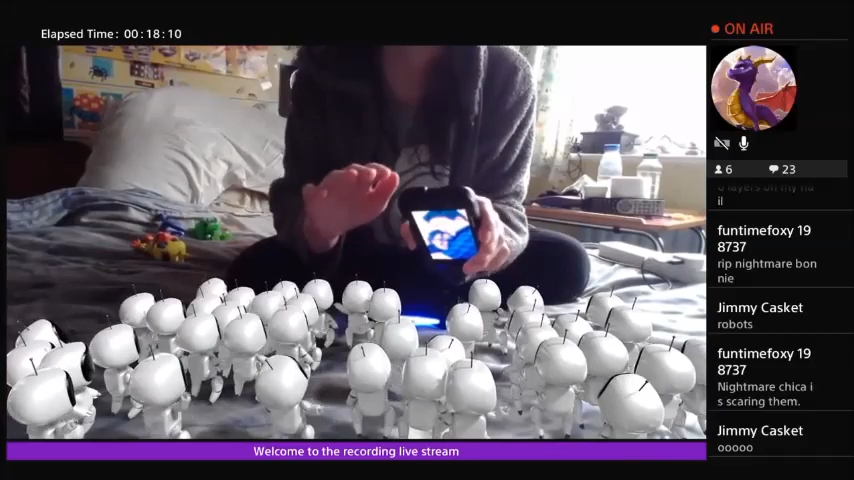 Elapsed Time: 00:18:10
ON AIR
6 23
funtimefoxy 19
8737
rip nightmare bon
nie
Jimmy Casket
robots
funtimefoxy 19
8737
Nightmare chica i
s scaring them.
Jimmy Casket
ooooo
Welcome to the recording live stream